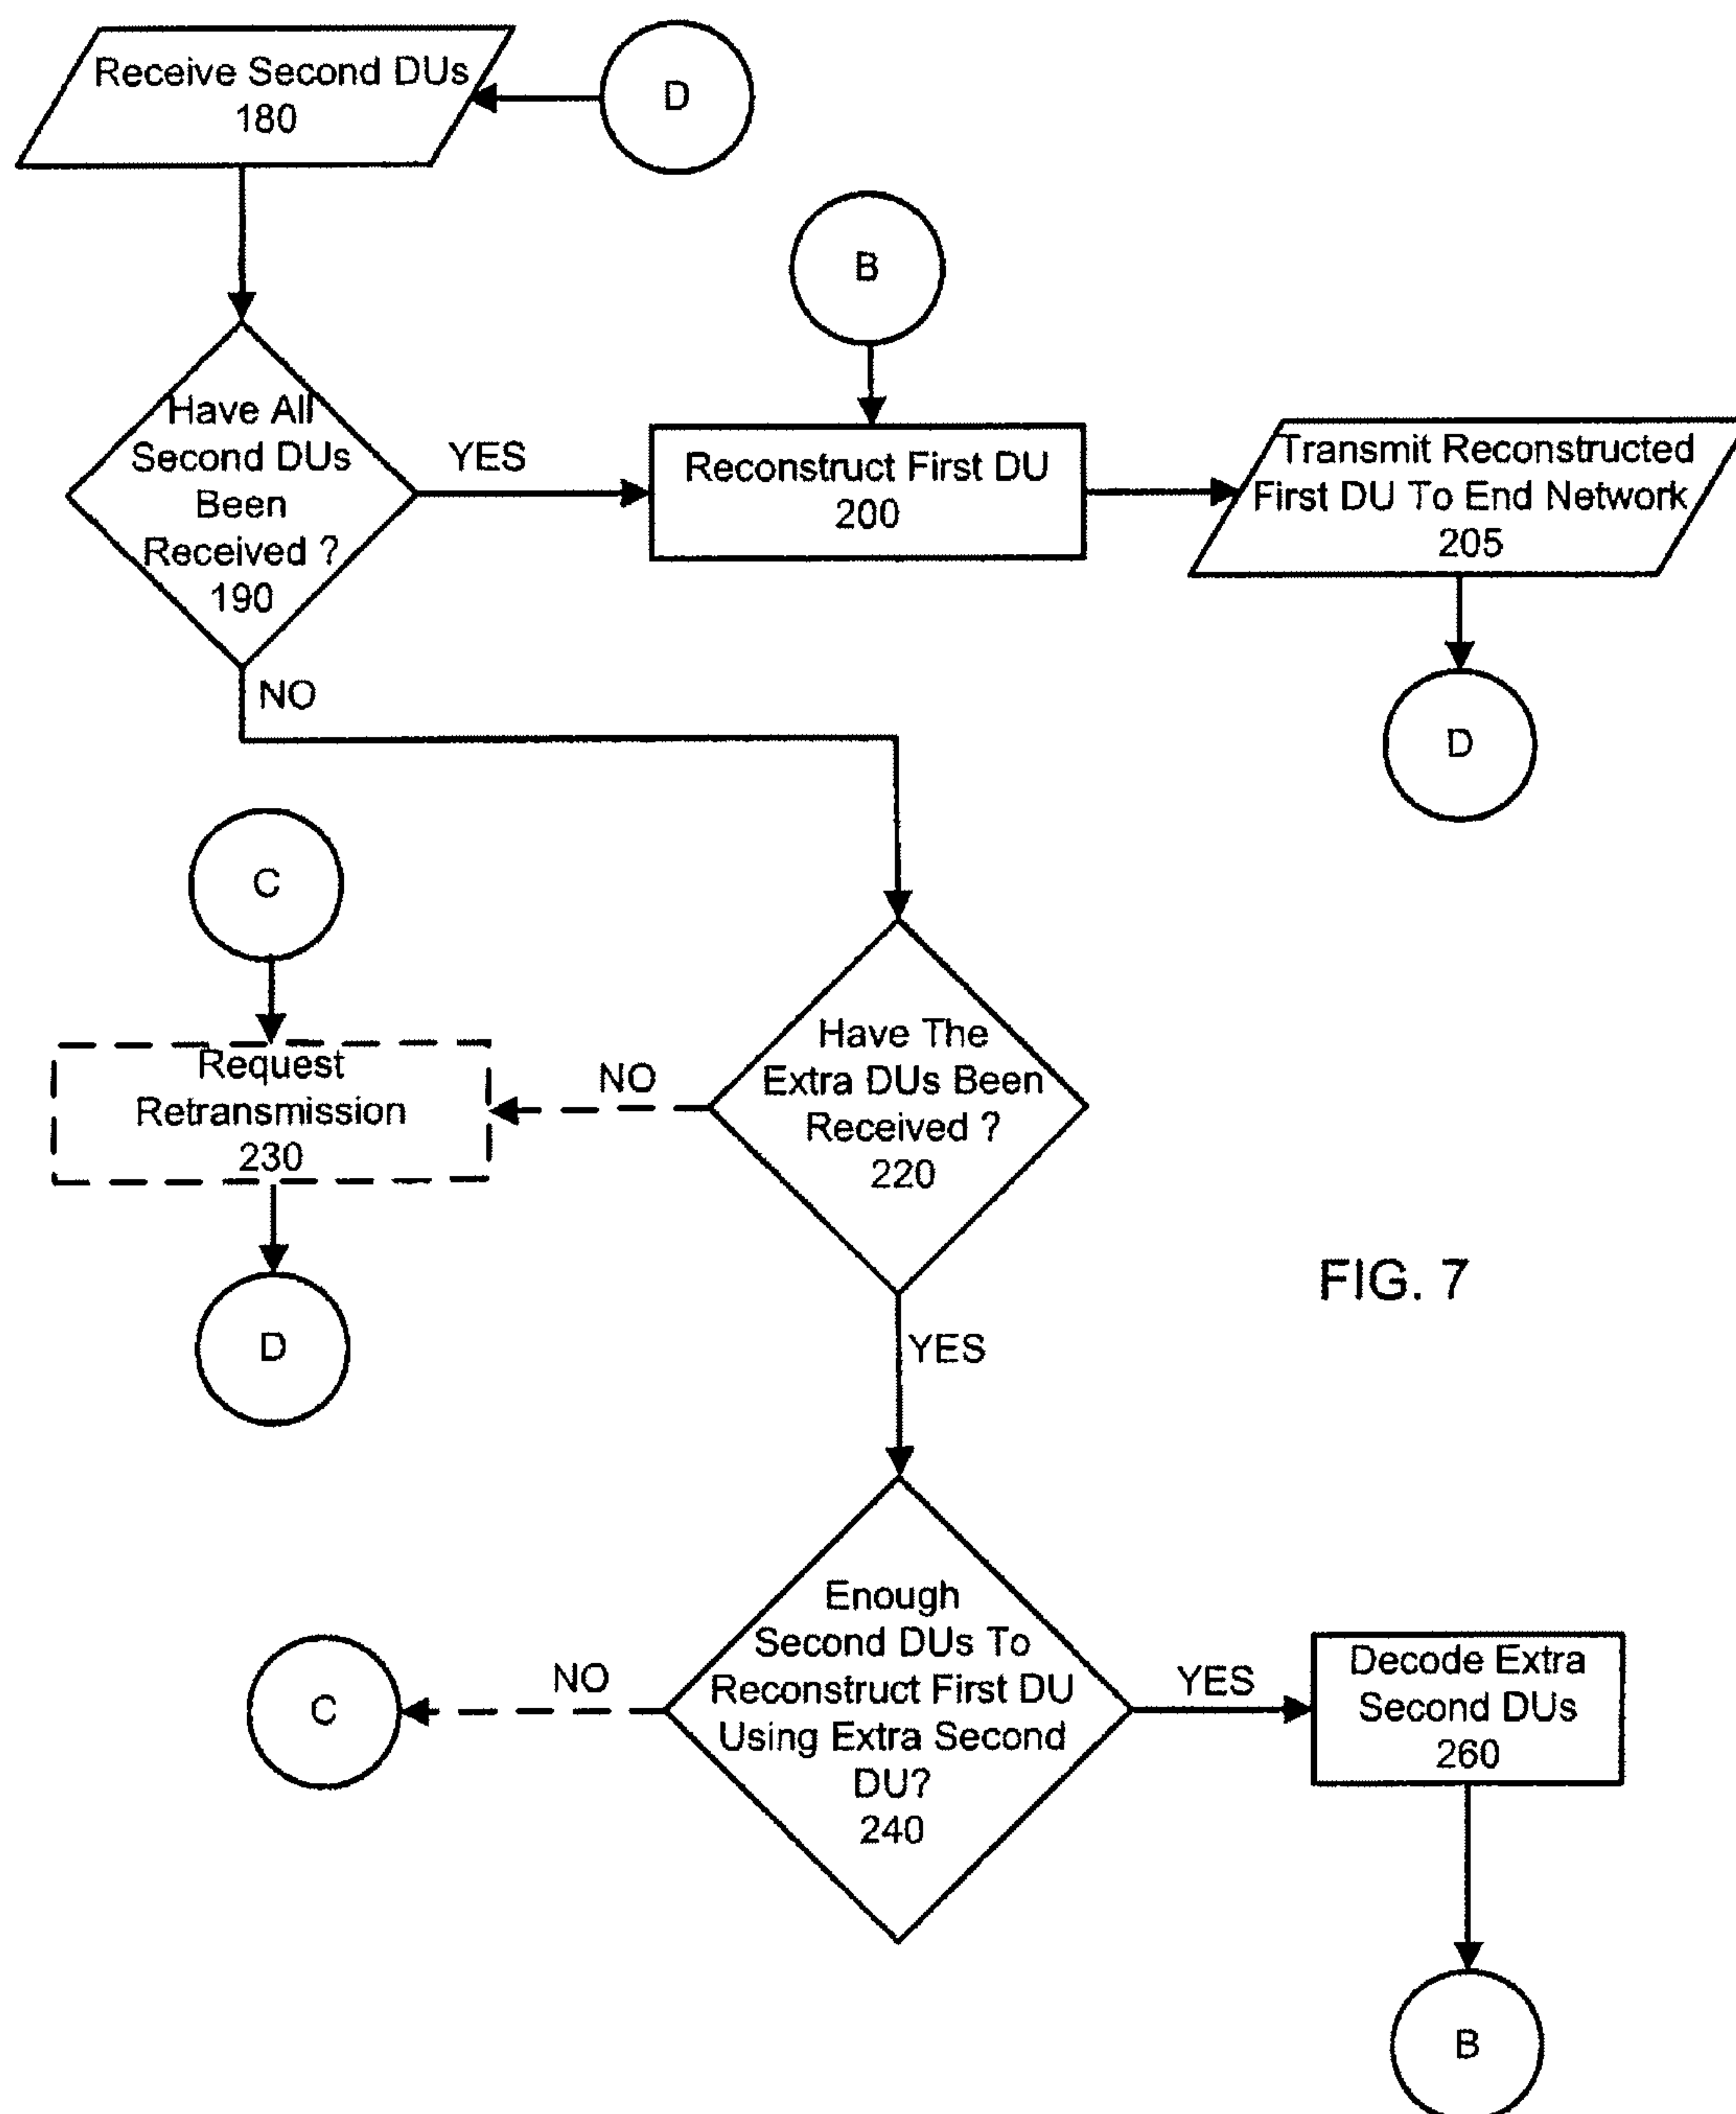 Receive Second DUs
180
D
B
Have All
Second DUs
Been
Received ?
190
YES
Reconstruct First DU
200
Transmit Reconstructed
First DU To End Network
205
D
NO
C
Request
Retransmission
230
NO
Have The
Extra DUs Been
Received ?
220
D
FIG. 7
YES
Enough
Second DUs To
Reconstruct First DU
Using Extra Second
DU?
240
NO
C
YES
Decode Extra
Second DUs
260
B